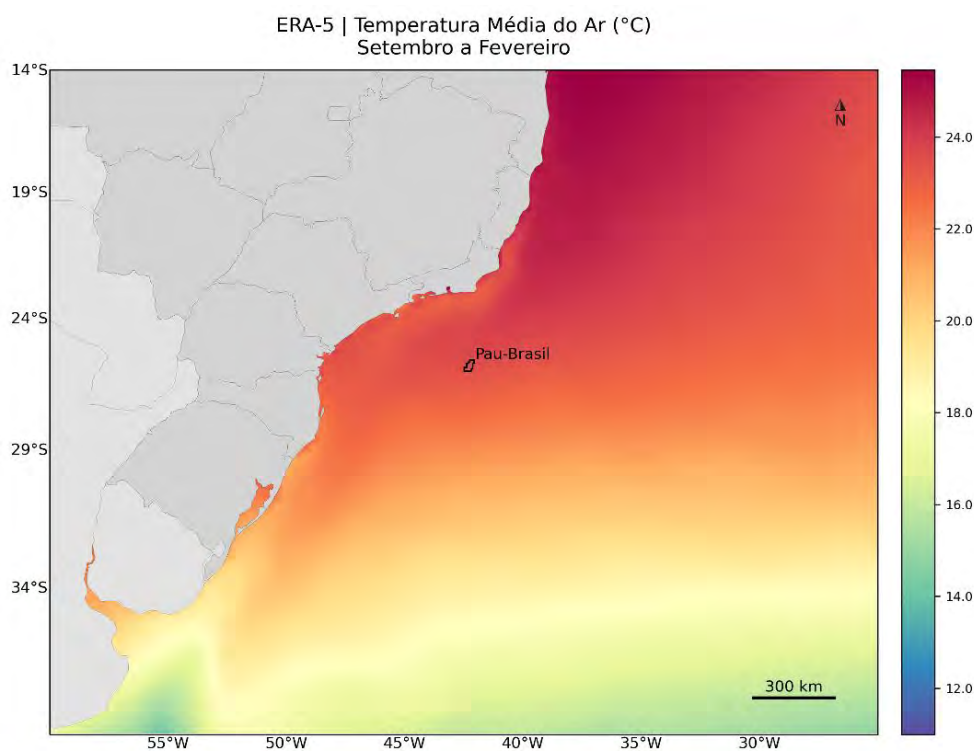 ERA-5 | Temperatura Média do Ar (°C)
Setembro a Fevereiro
14°S
19°S
24°S
29°S
34°S
N
Pau-Brasil
300 km
55°W
50°W
45°W
40°W
35°W
30°W
24.0
22.0
20.0
18.0
16.0
14.0
12.0